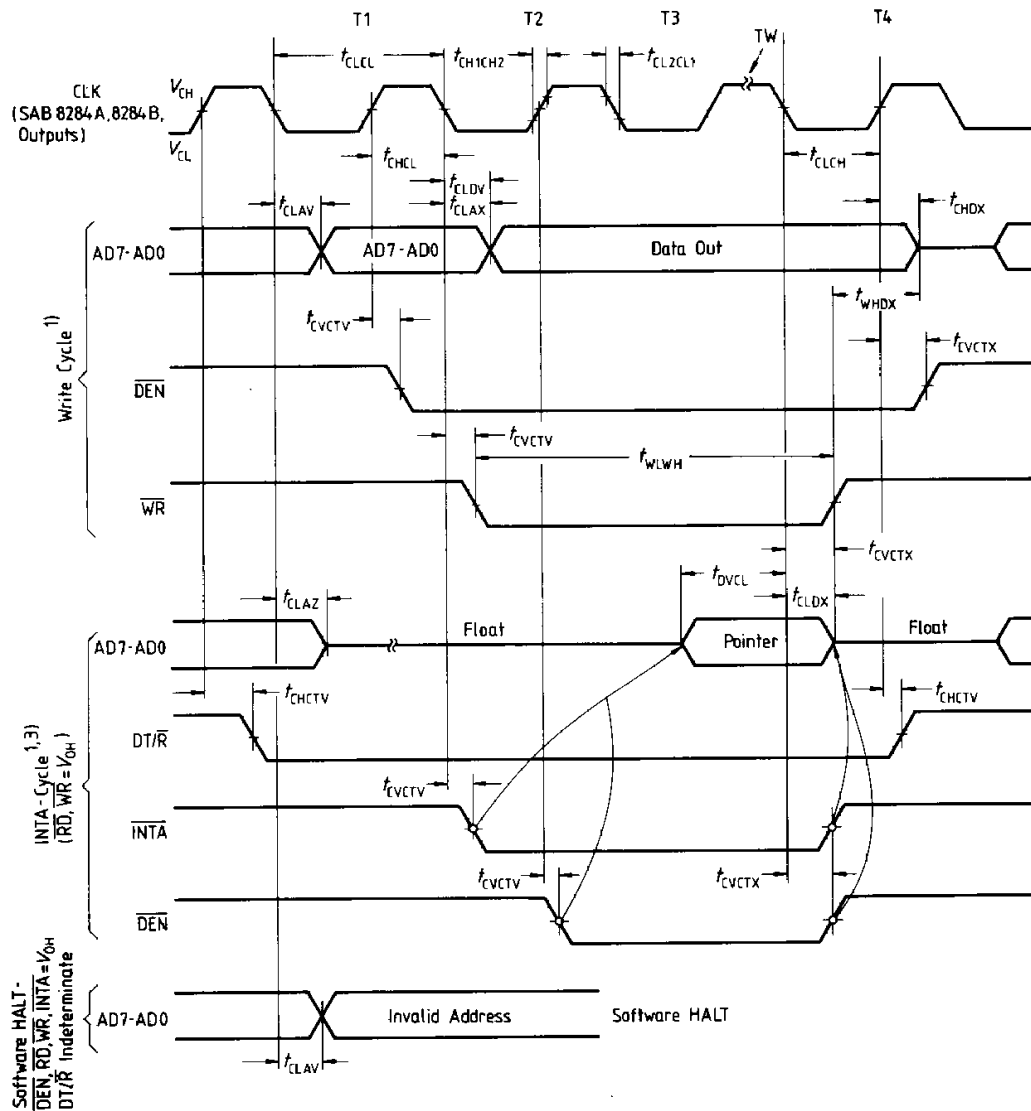 T1 T2 T3 T4
TW
tCLCL tCH1CH2 tCL2CL1
CLK
(SAB 8284A, 8284B,
Outputs)
VCH
VCL
tCHCL tCLCH
tCLDV
tCLAV tCLAX tCHDX
Write Cycle 1)
AD7-AD0 AD7-AD0 Data Out
tWHDX
tCVCTV tCVCTX
DEN
tCVCTV
tWLWH
WR
tCVCTX
tDVCL
tCLAZ tCLDX
INTA-Cycle 1,3)
(RD, WR = VOH)
AD7-AD0 Float Pointer Float
tCHCTV tCHCTV
DT/R
tCVCTV
INTA
tCVCTV tCVCTX
DEN
Software HALT-
DEN, RD, WR, INTA = VOH
DT/R Indeterminate
AD7-AD0 Invalid Address Software HALT
tCLAV